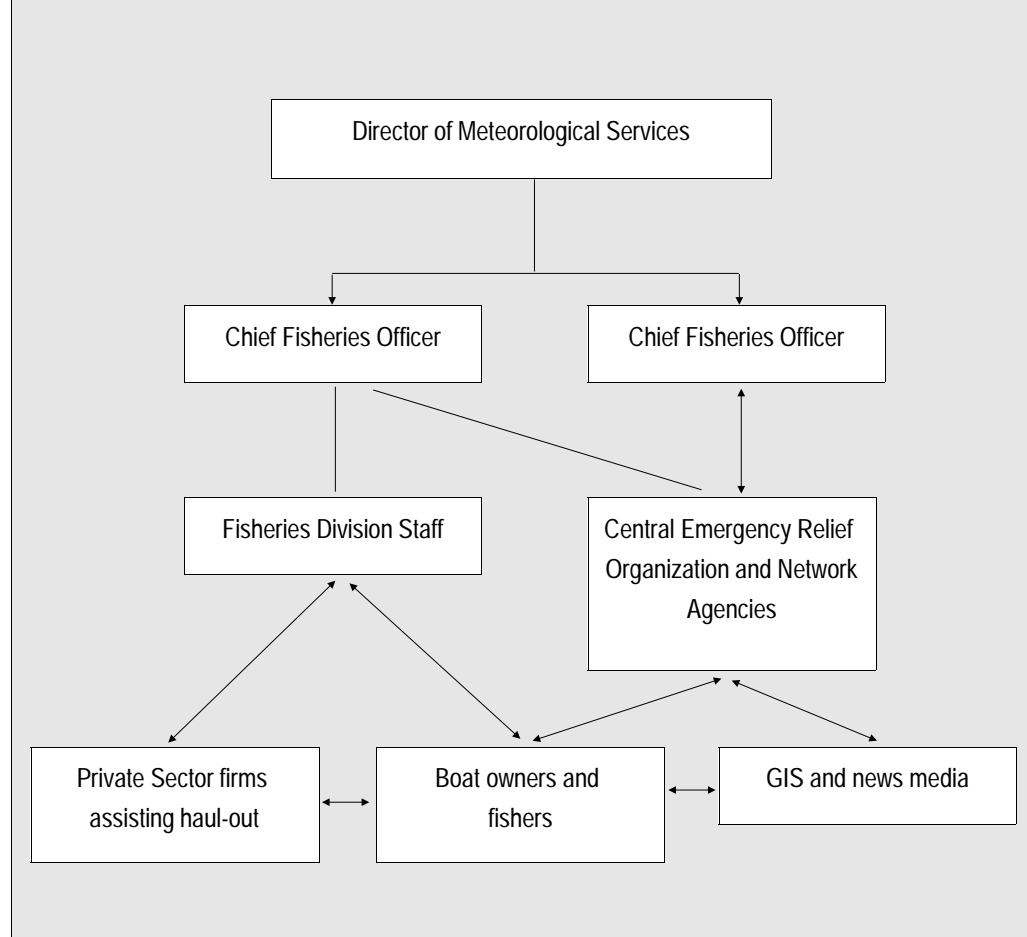 Director of Meteorological Services
Chief Fisheries Officer
Chief Fisheries Officer
Fisheries Division Staff
Central Emergency Relief
Organization and Network
Agencies
Private Sector firms
assisting haul-out
Boat owners and
fishers
GIS and news media